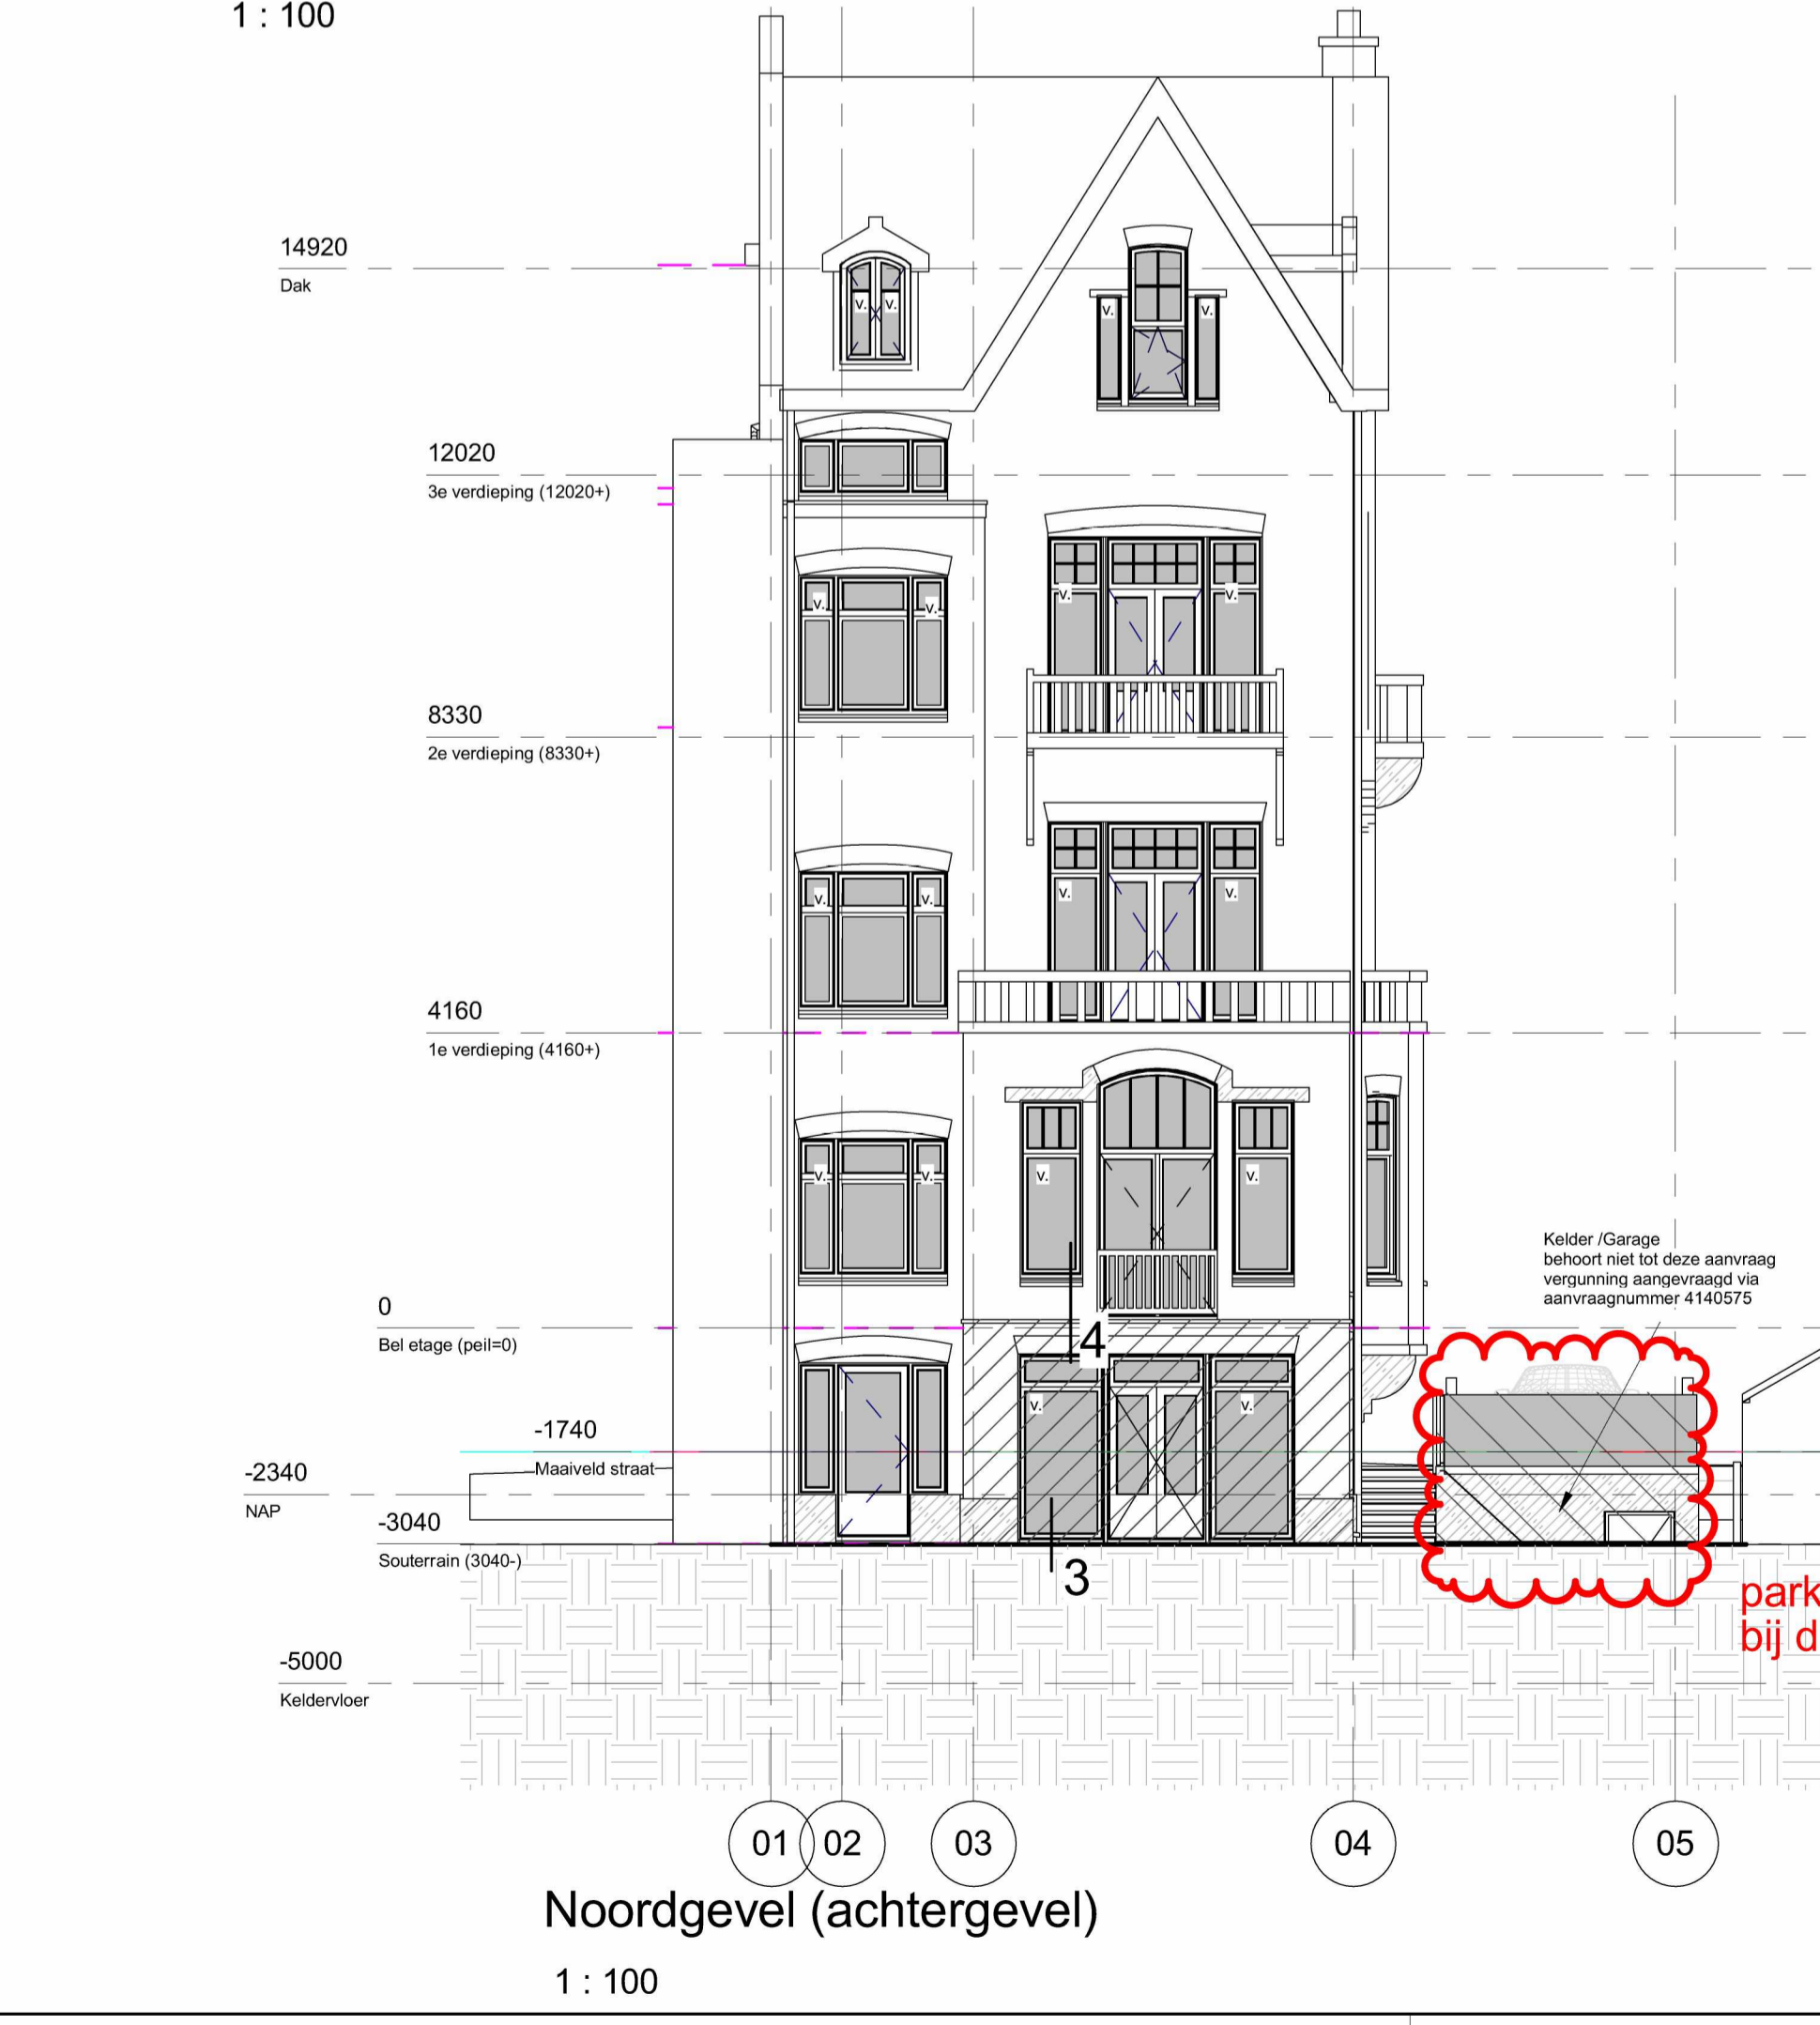 1 : 100
14920
Dak
v. v.
v. v.
12020
3e verdieping (12020+)
v. v.
v. v.
8330
2e verdieping (8330+)
v. v.
v. v.
4160
1e verdieping (4160+)
v. v.
v. v.
Kelder /Garage
behoort niet tot deze aanvraag
vergunning aangevraagd via
aanvraagnummer 4140575
0
Bel etage (peil=0)
4
v. v.
-1740
Maaiveld straat
-2340
NAP
-3040
Souterrain (3040-)
3
park
bij d
-5000
Keldervloer
01 02 03 04 05
Noordgevel (achtergevel)
1 : 100